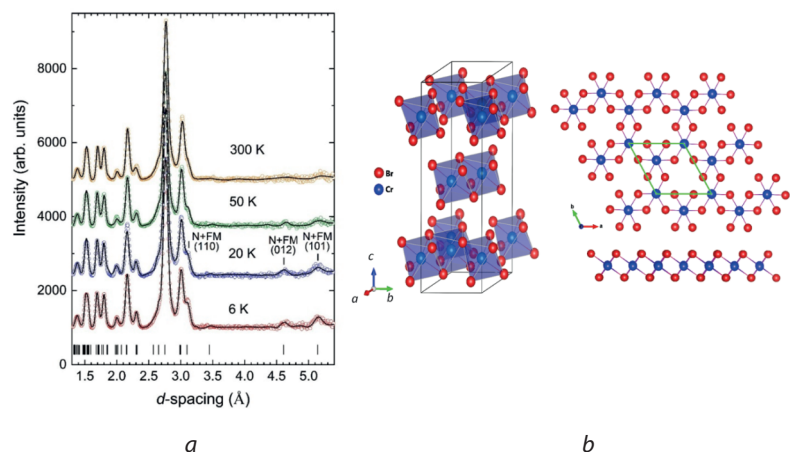 8000
6000
4000
2000
0
Intensity (arb. units)
300 K
50 K
N+FM
(110)
N+FM
(012)
N+FM
(101)
20 K
6 K
1.5 2.0 2.5 3.0 3.5 4.0 4.5 5.0
d-spacing (Å)
Br
Cr
c
a
b
b
a
a
b